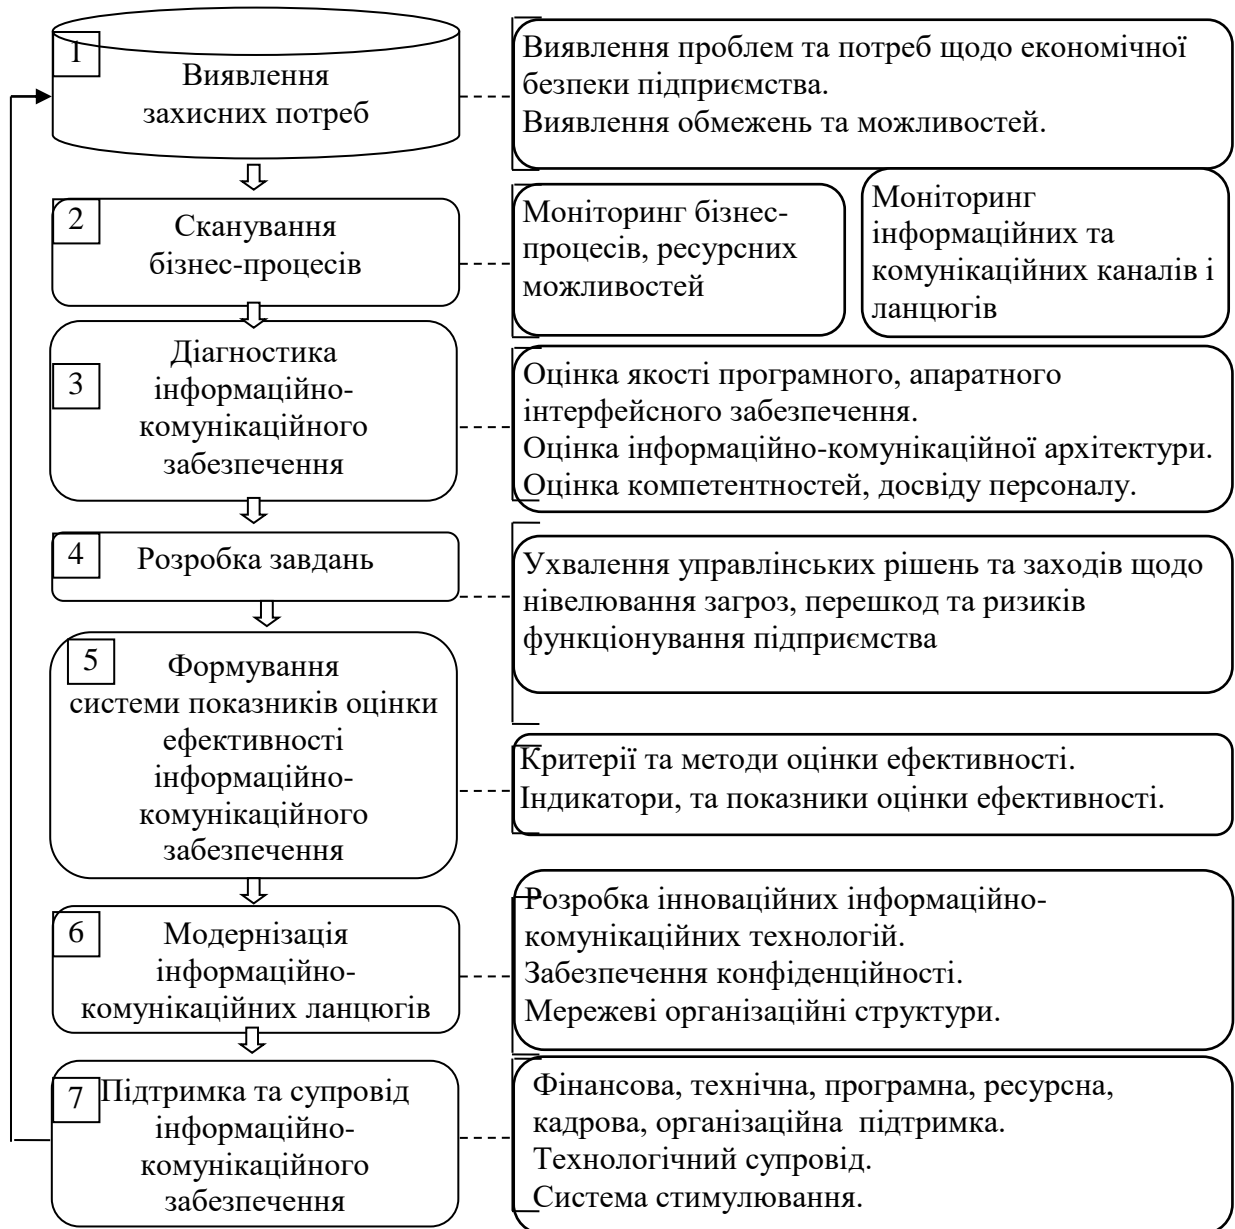 1
Виявлення
захисних потреб
Виявлення проблем та потреб щодо економічної
безпеки підприємства.
Виявлення обмежень та можливостей.
2
Сканування
бізнес-процесів
Моніторинг бізнес-
процесів, ресурсних
можливостей
Моніторинг
інформаційних та
комунікаційних каналів і
ланцюгів
3
Діагностика
інформаційно-
комунікаційного
забезпечення
Оцінка якості програмного, апаратного
інтерфейсного забезпечення.
Оцінка інформаційно-комунікаційної архітектури.
Оцінка компетентностей, досвіду персоналу.
4
Розробка завдань
Ухвалення управлінських рішень та заходів щодо
нівелювання загроз, перешкод та ризиків
функціонування підприємства
5
Формування
системи показників оцінки
ефективності
інформаційно-
комунікаційного
забезпечення
Критерії та методи оцінки ефективності.
Індикатори, та показники оцінки ефективності.
6
Модернізація
інформаційно-
комунікаційних ланцюгів
Розробка інноваційних інформаційно-
комунікаційних технологій.
Забезпечення конфіденційності.
Мережеві організаційні структури.
7
Підтримка та супровід
інформаційно-
комунікаційного
забезпечення
Фінансова, технічна, програмна, ресурсна,
кадрова, організаційна підтримка.
Технологічний супровід.
Система стимулювання.